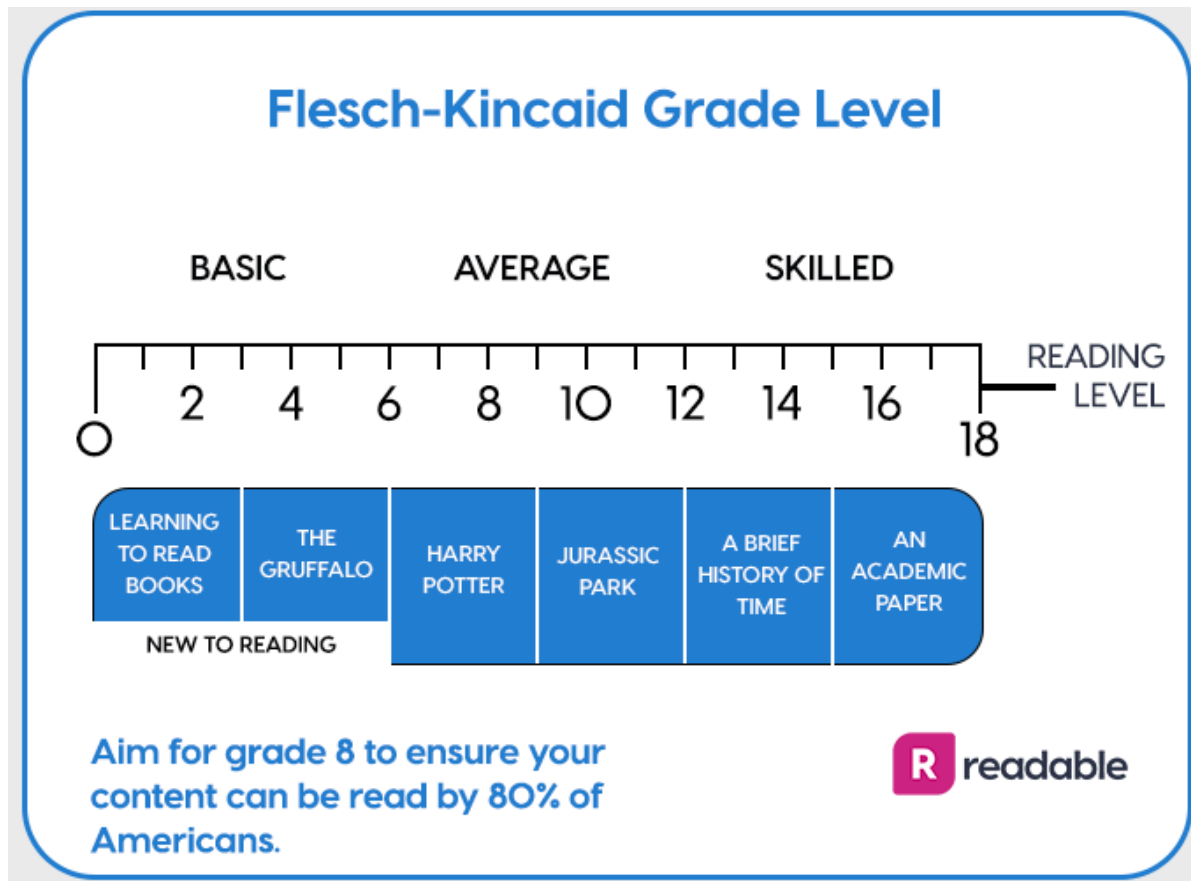 Flesch-Kincaid Grade Level
BASIC
AVERAGE
SKILLED
READING
LEVEL
0
2
4
6
8
10
12
14
16
18
LEARNING
TO READ
BOOKS
THE
GRUFFALO
HARRY
POTTER
JURASSIC
PARK
A BRIEF
HISTORY OF
TIME
AN
ACADEMIC
PAPER
NEW TO READING
Aim for grade 8 to ensure your
content can be read by 80% of
Americans.
R readable